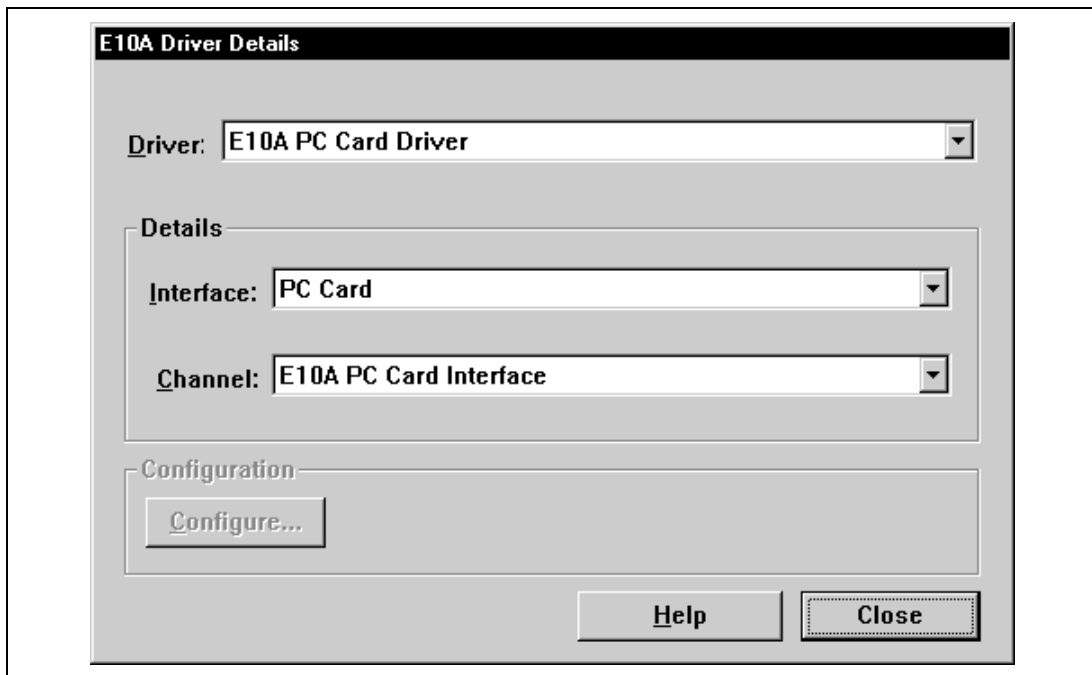 E10A Driver Details
Driver: E10A PC Card Driver
Details
Interface: PC Card
Channel: E10A PC Card Interface
Configuration
Configure...
Help Close